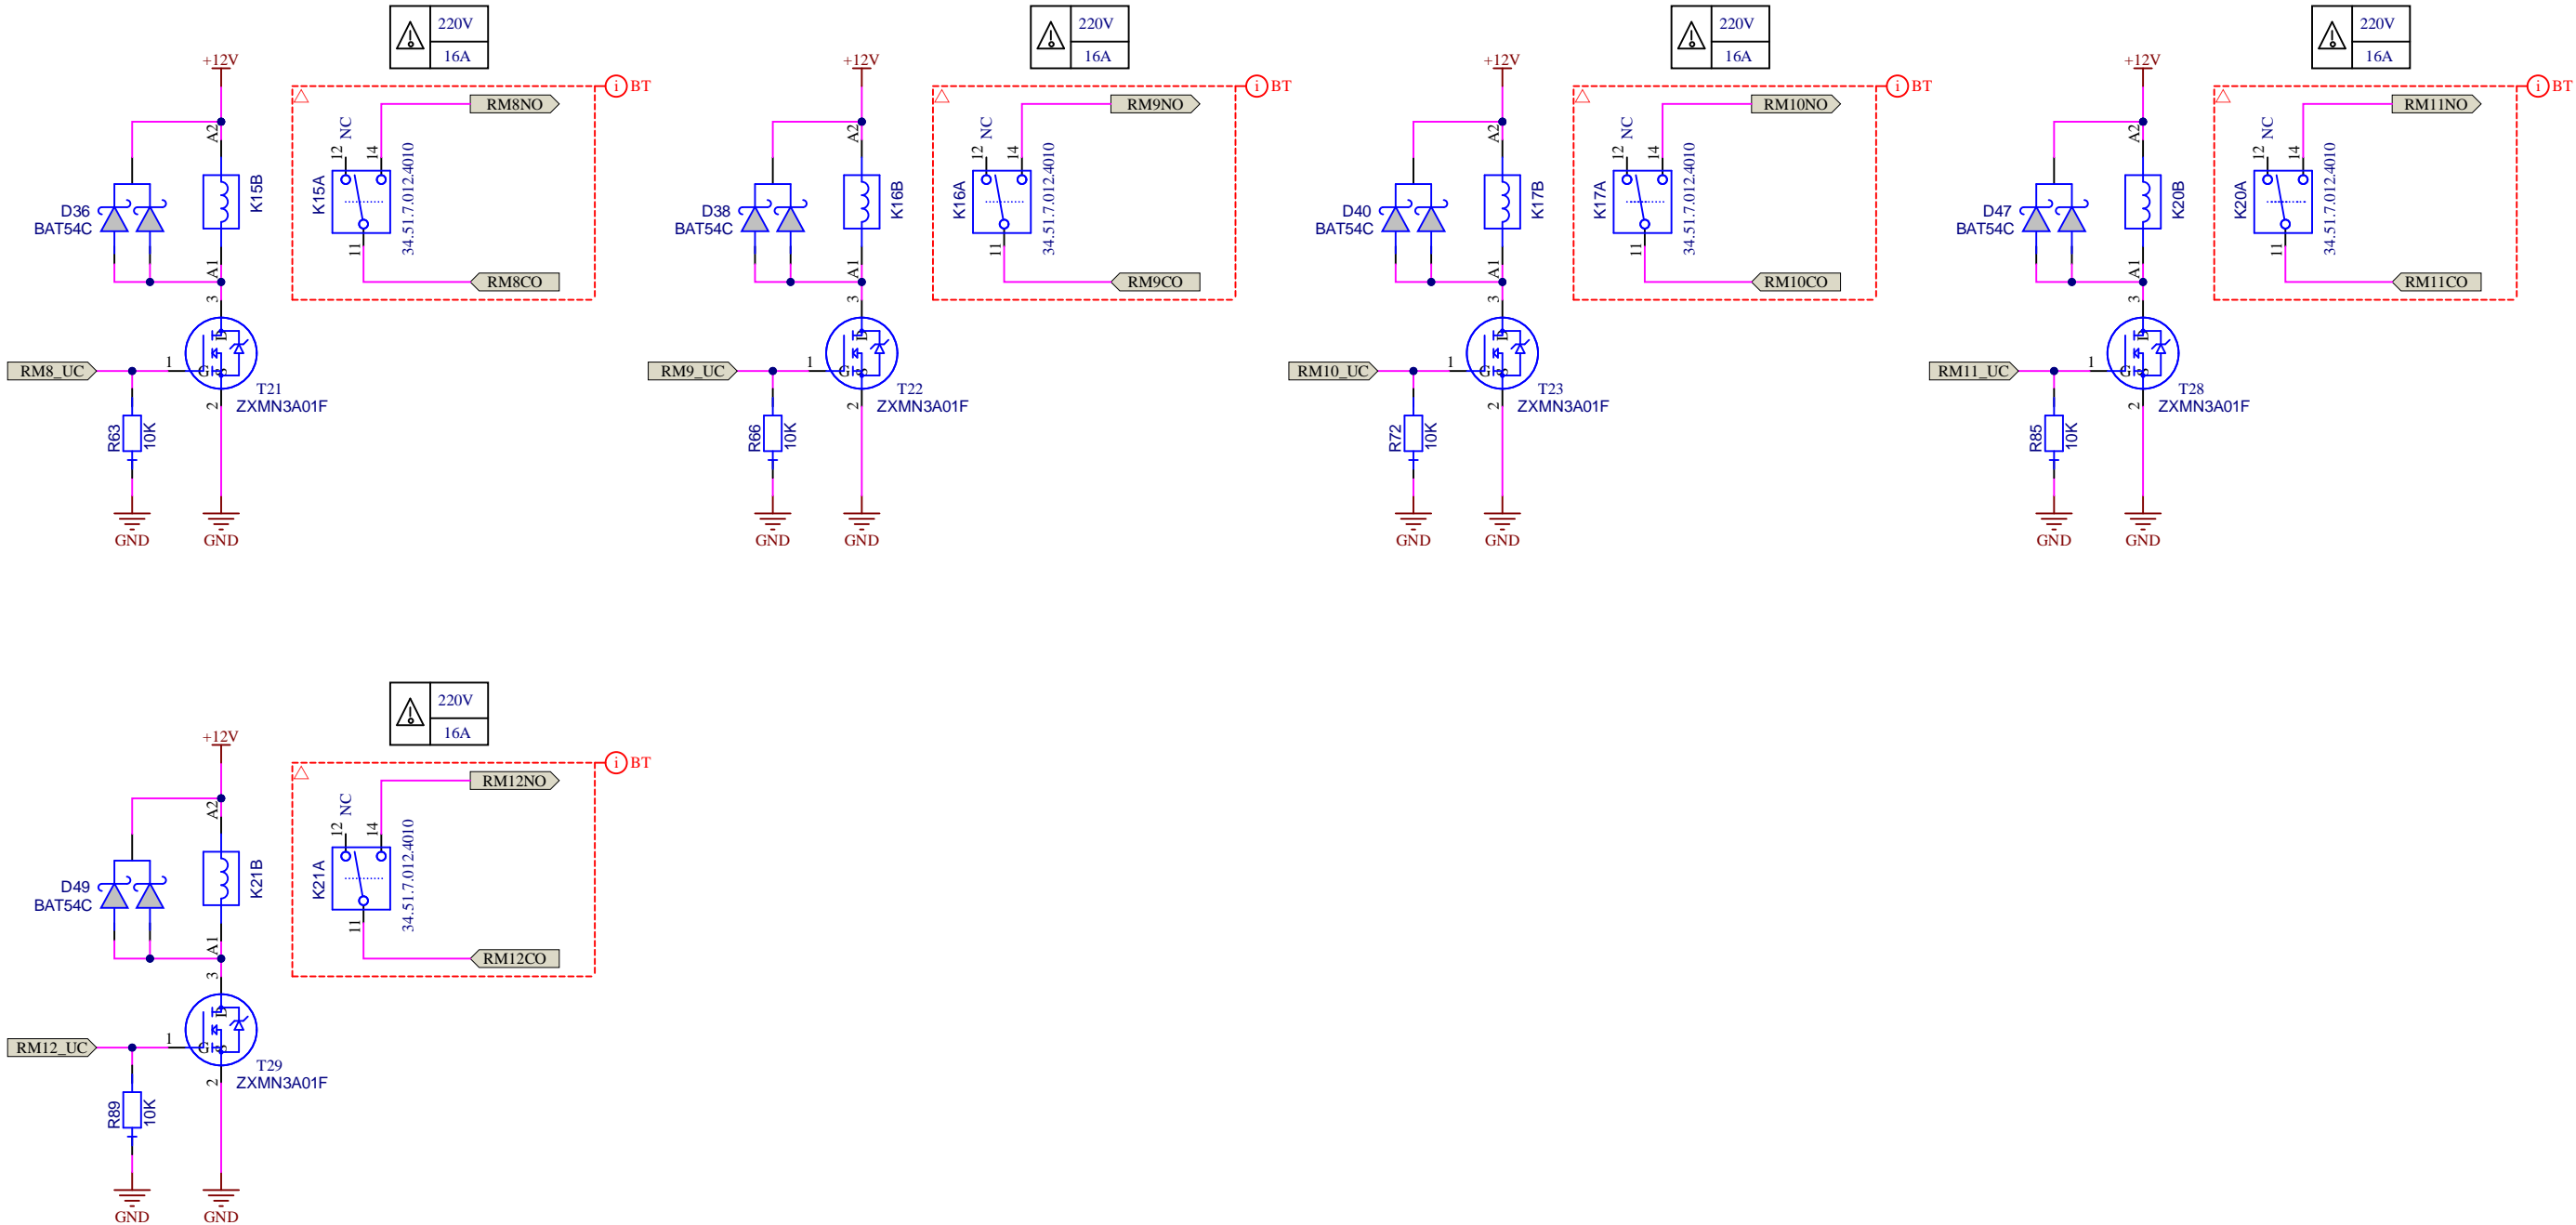 220V
16A
+12V
BT
RM8NO
A2
12
NC
14
K15A
34.51.7.012.4010
D36
BAT54C
K15B
A1
11
RM8CO
3
D
RM8_UC
1
G
S
T21
ZXMN3A01F
2
R63
10K
GND
GND
220V
16A
+12V
BT
RM9NO
A2
12
NC
14
K16A
34.51.7.012.4010
D38
BAT54C
K16B
A1
11
RM9CO
3
D
RM9_UC
1
G
S
T22
ZXMN3A01F
2
R66
10K
GND
GND
220V
16A
+12V
BT
RM10NO
A2
12
NC
14
K17A
34.51.7.012.4010
D40
BAT54C
K17B
A1
11
RM10CO
3
D
RM10_UC
1
G
S
T23
ZXMN3A01F
2
R72
10K
GND
GND
220V
16A
+12V
BT
RM11NO
A2
12
NC
14
K20A
34.51.7.012.4010
D47
BAT54C
K20B
A1
11
RM11CO
3
D
RM11_UC
1
G
S
T28
ZXMN3A01F
2
R85
10K
GND
GND
220V
16A
+12V
BT
RM12NO
A2
12
NC
14
K21A
34.51.7.012.4010
D49
BAT54C
K21B
A1
11
RM12CO
3
D
RM12_UC
1
G
S
T29
ZXMN3A01F
2
R89
10K
GND
GND